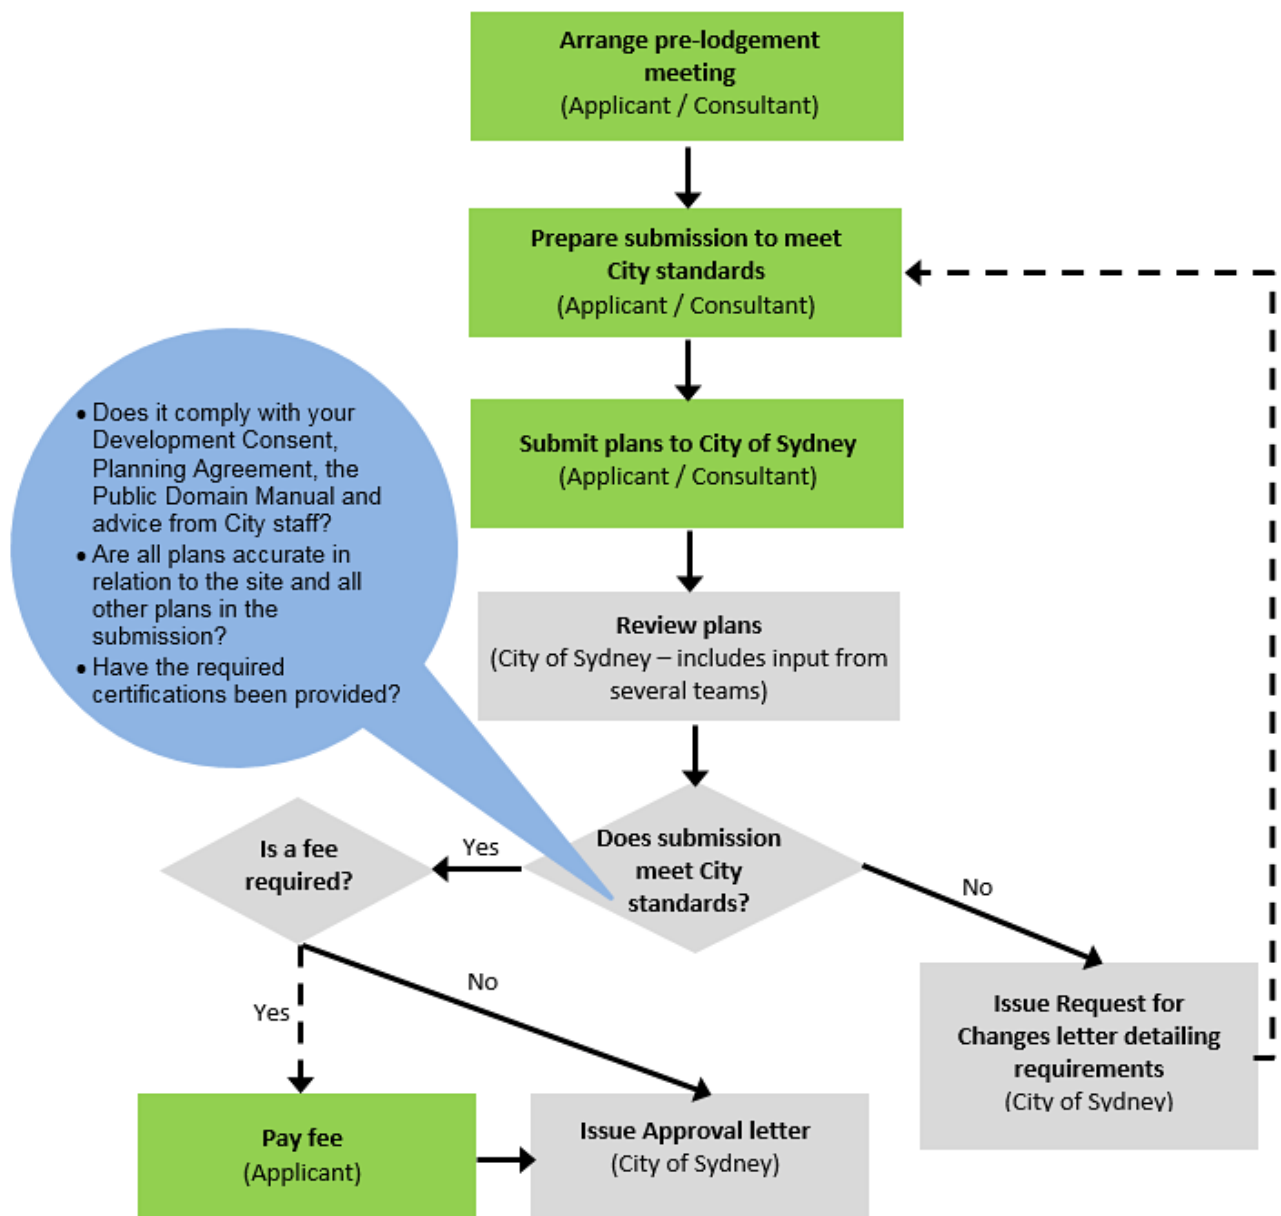 Arrange pre-lodgement
meeting
(Applicant / Consultant)
Prepare submission to meet
City standards
(Applicant / Consultant)
Submit plans to City of Sydney
(Applicant / Consultant)
• Does it comply with your
Development Consent,
Planning Agreement, the
Public Domain Manual and
advice from City staff?
• Are all plans accurate in
relation to the site and all
other plans in the
submission?
• Have the required
certifications been provided?
Review plans
(City of Sydney – includes input from
several teams)
Does submission
meet City
standards?
Yes
No
Is a fee
required?
Yes
No
Issue Request for
Changes letter detailing
requirements
(City of Sydney)
Pay fee
(Applicant)
Issue Approval letter
(City of Sydney)